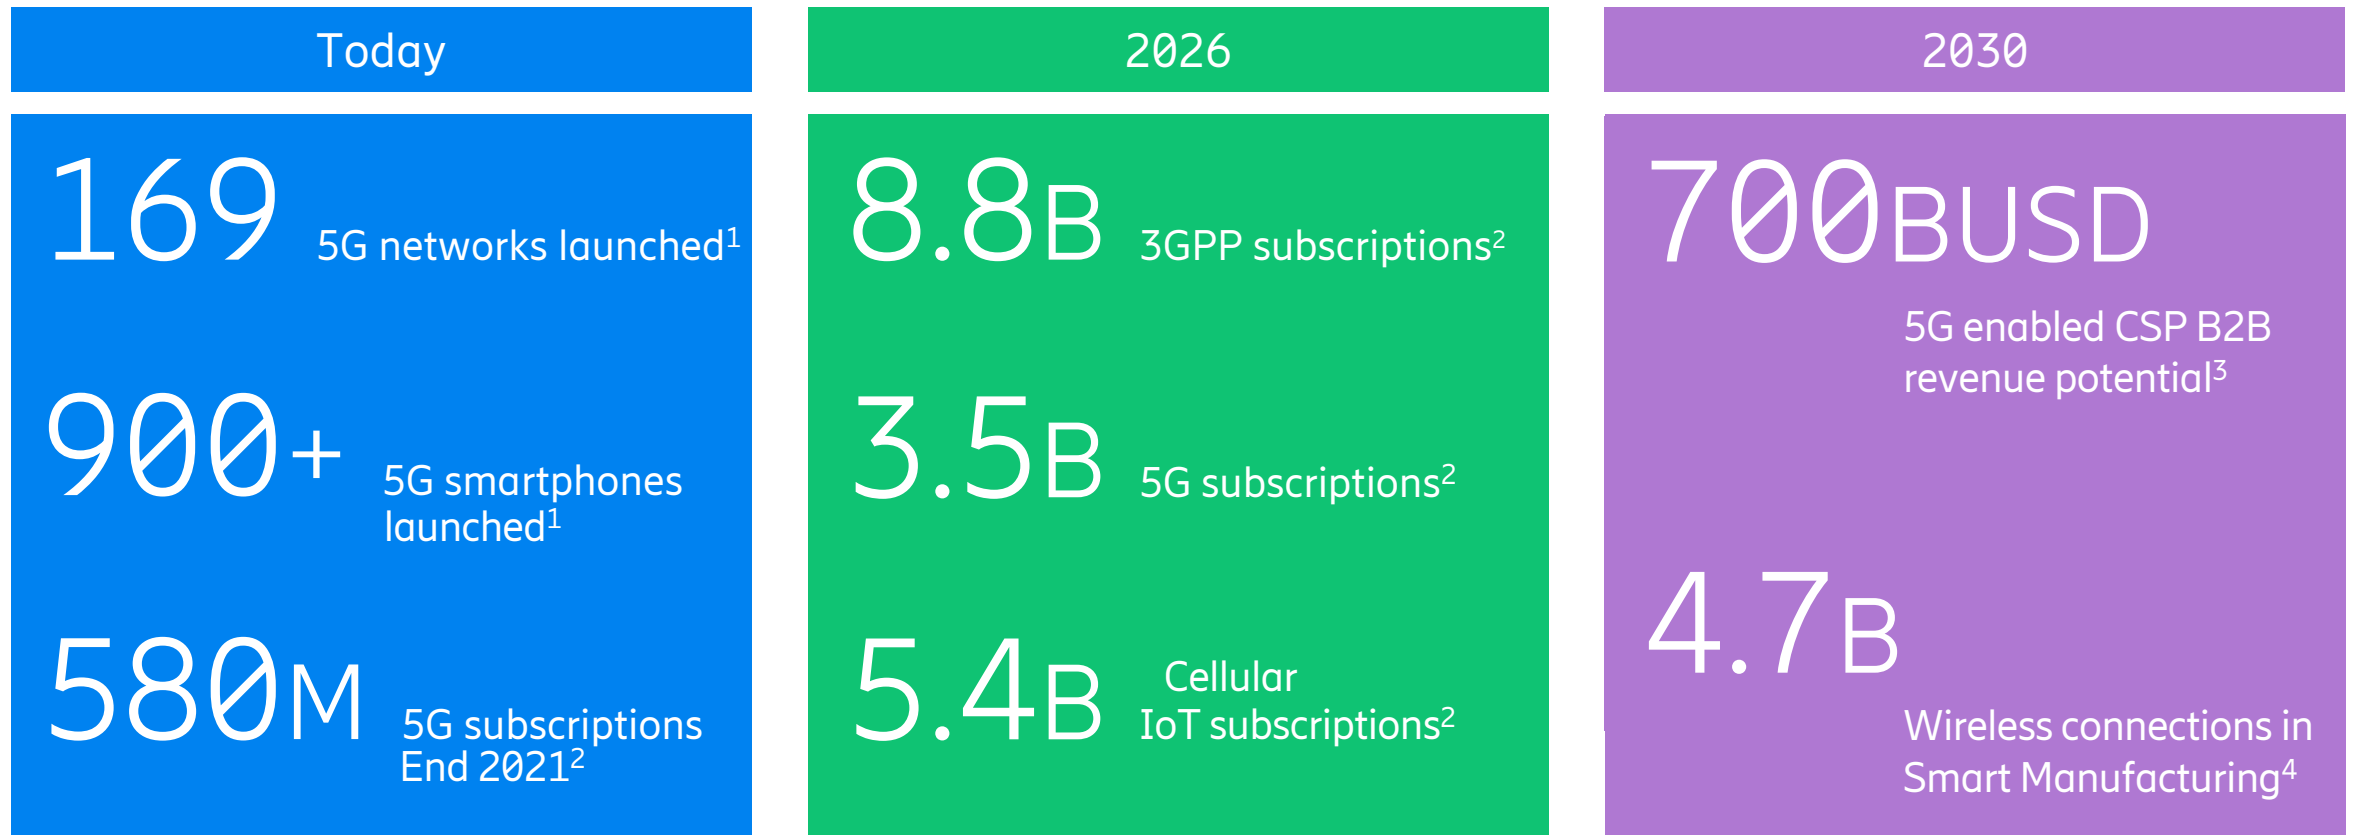 Today
169 5G networks launched¹
900+ 5G smartphones
launched¹
580M 5G subscriptions
End 2021²
2026
8.8B 3GPP subscriptions²
3.5B 5G subscriptions²
5.4B Cellular
IoT subscriptions²
2030
700BUSD
5G enabled CSP B2B
revenue potential³
4.7B
Wireless connections in
Smart Manufacturing⁴